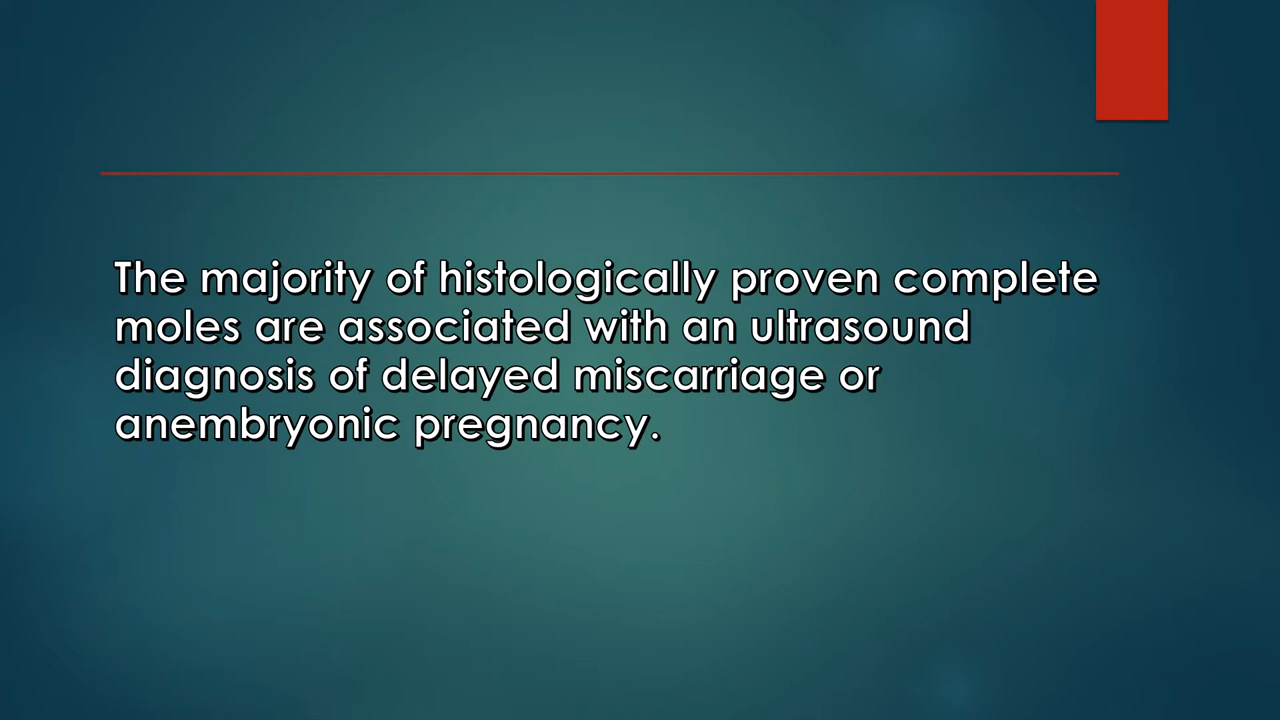 The majority of histologically proven complete
moles are associated with an ultrasound
diagnosis of delayed miscarriage or
anembryonic pregnancy.